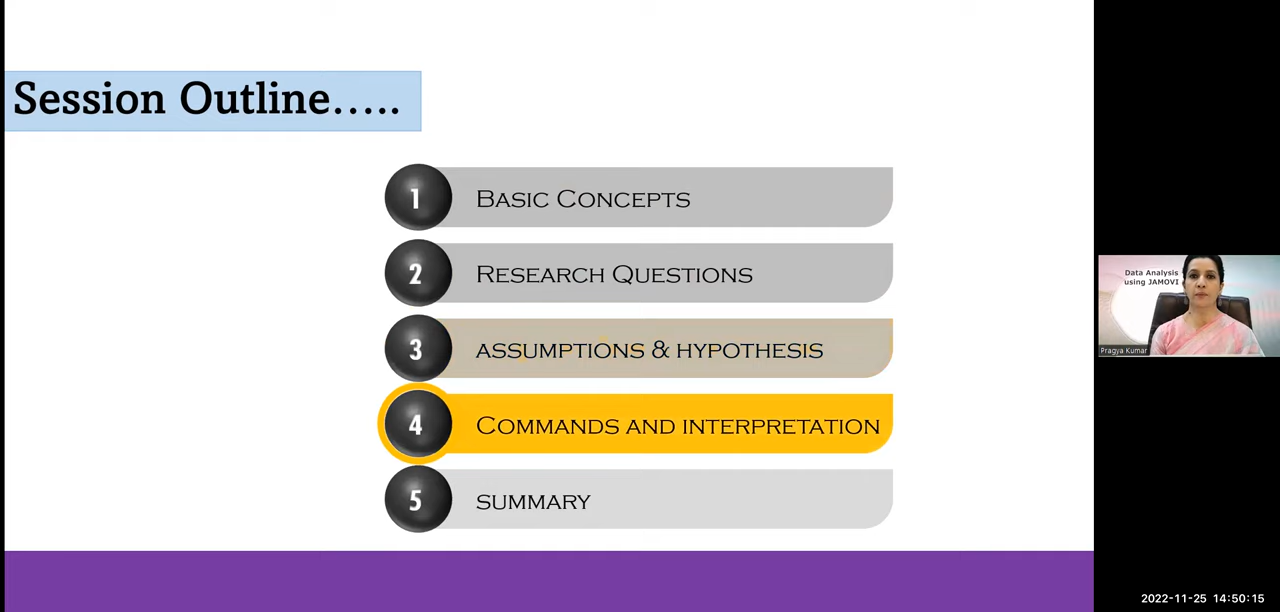 Session Outline…..
1 BASIC CONCEPTS
2 RESEARCH QUESTIONS
3 ASSUMPTIONS & HYPOTHESIS
4 COMMANDS AND INTERPRETATION
5 SUMMARY
Data Analysis
using JAMOVI
Pragya Kumar
2022-11-25 14:50:15